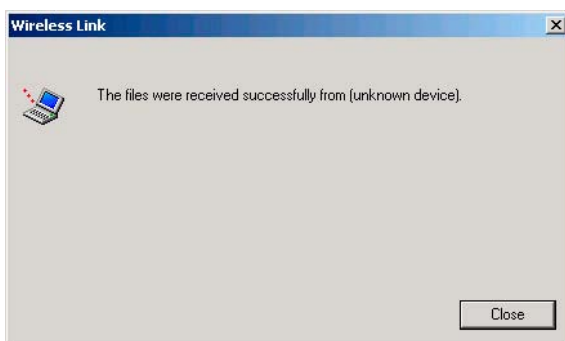 Wireless Link
The files were received successfully from (unknown device).
Close